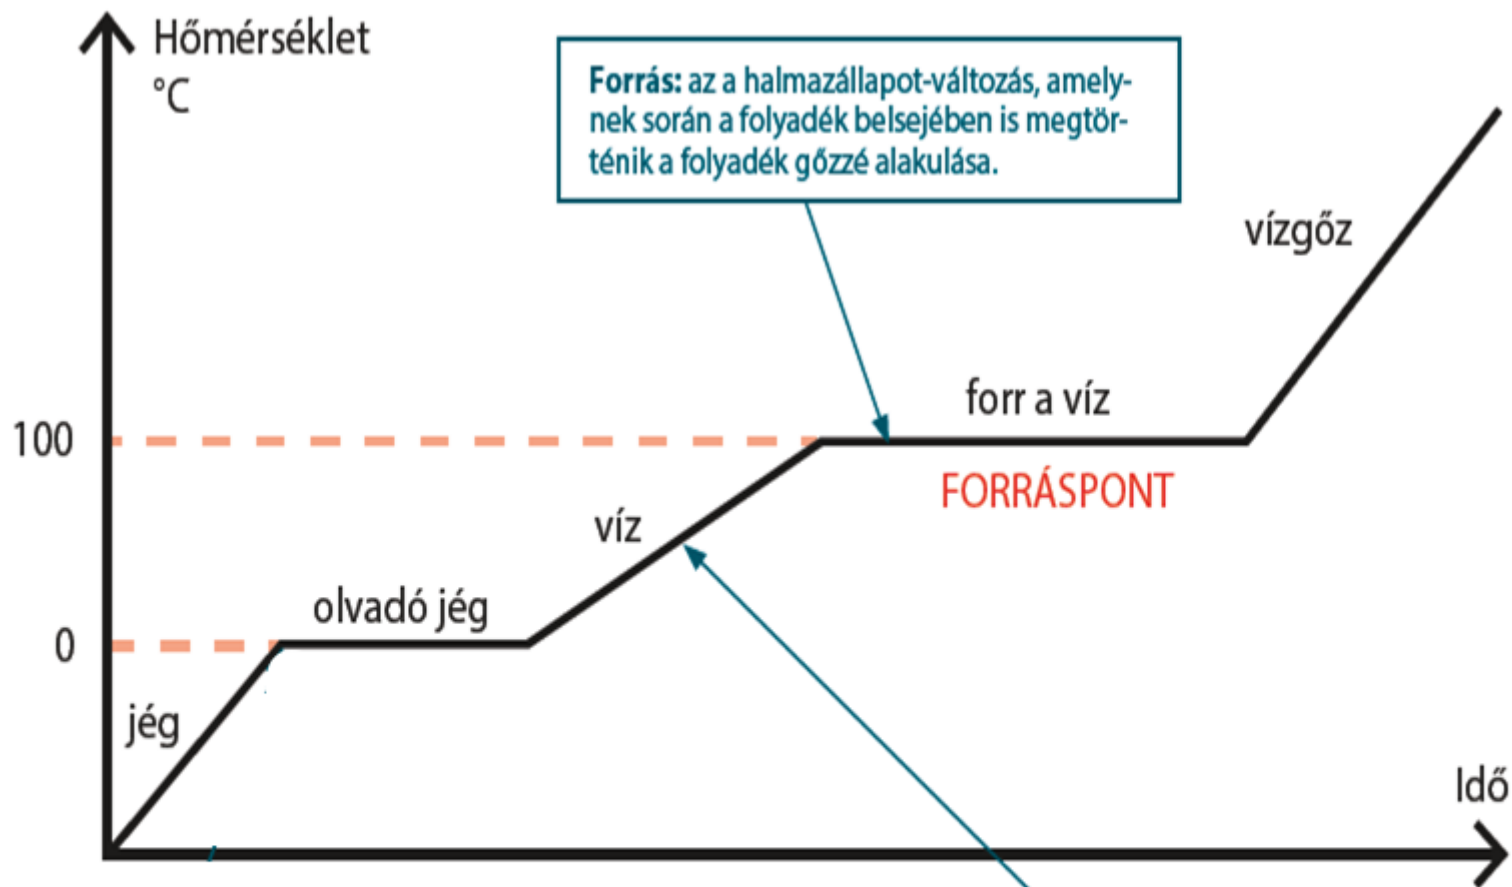 Hőmérséklet
°C
Forrás: az a halmazállapot-változás, amely-
nek során a folyadék belsejében is megtör-
ténik a folyadék gőzzé alakulása.
vízgőz
forr a víz
100
FORRÁSPONT
víz
olvadó jég
0
jég
Idő